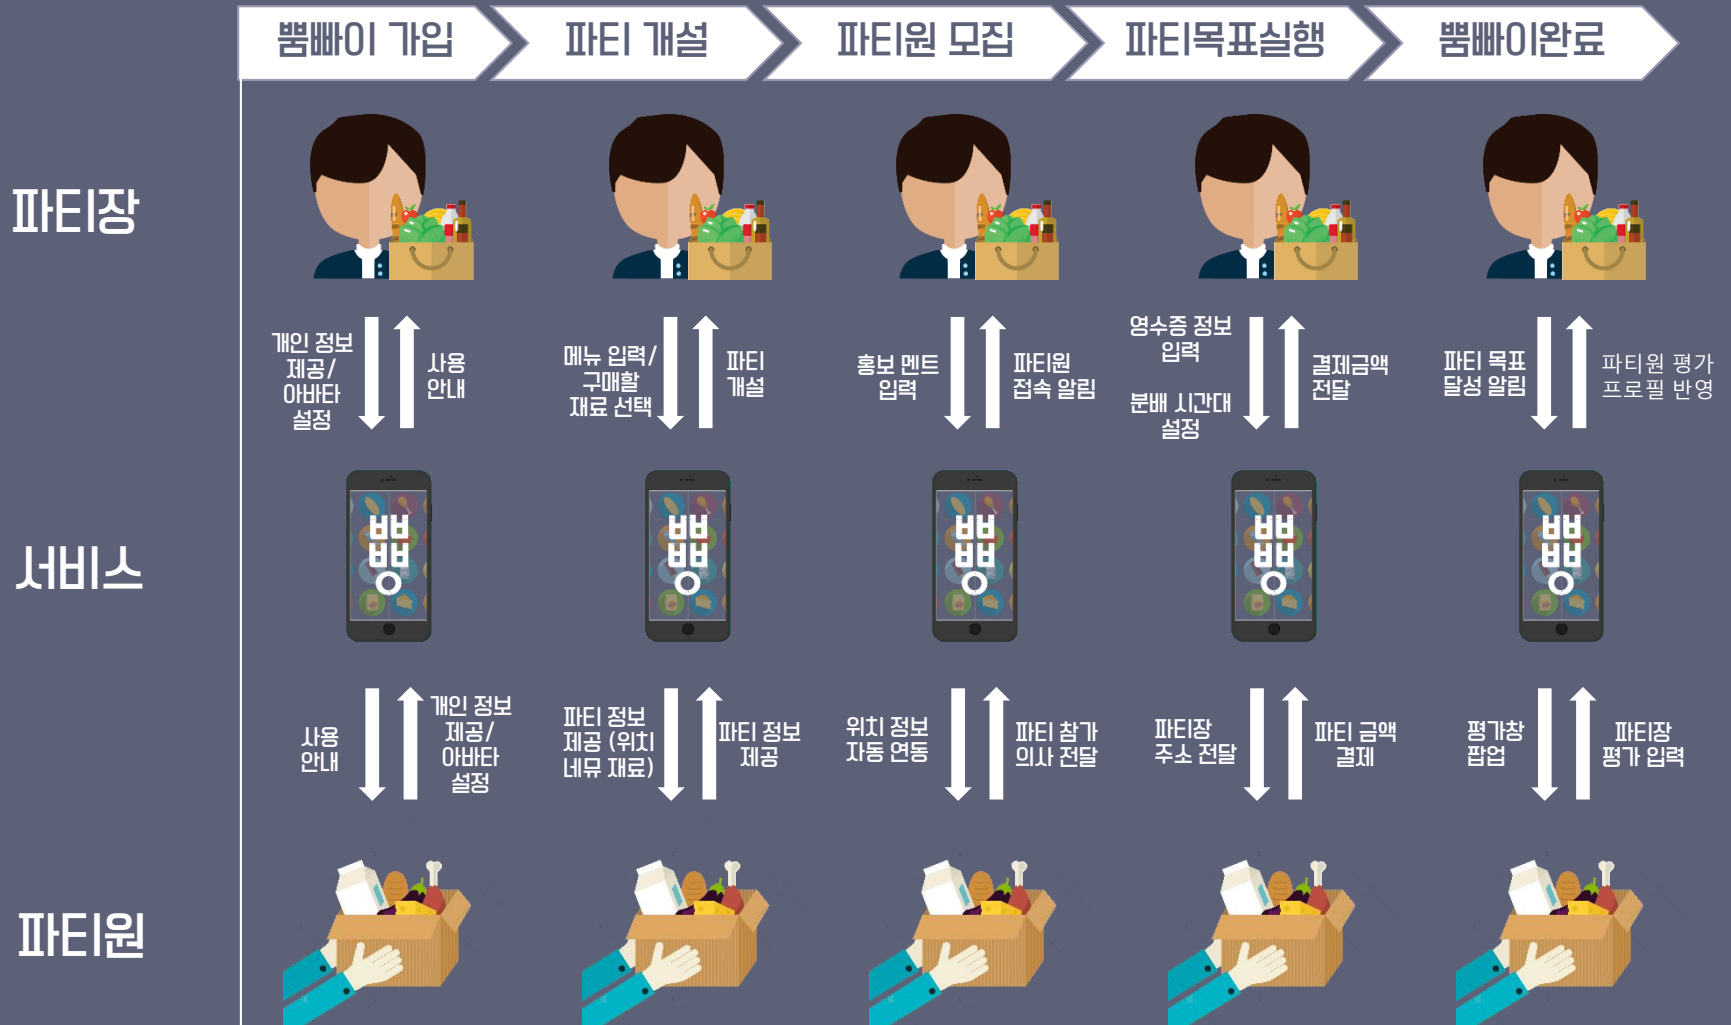 뿜빠이 가입
파티 개설
파티원 모집
파티목표실행
뿜빠이완료
파티장
개인 정보
제공/
아바타
설정
사용
안내
메뉴 입력/
구매할
재료 선택
파티
개설
홍보 멘트
입력
파티원
접속 알림
영수증 정보
입력
분배 시간대
설정
결제금액
전달
파티 목표
달성 알림
파티원 평가
프로필 반영
서비스
사용
안내
개인 정보
제공/
아바타
설정
파티 정보
제공 (위치
네뮤 재료)
파티 정보
제공
위치 정보
자동 연동
파티 참가
의사 전달
파티장
주소 전달
파티 금액
결제
평가창
팝업
파티장
평가 입력
파티원